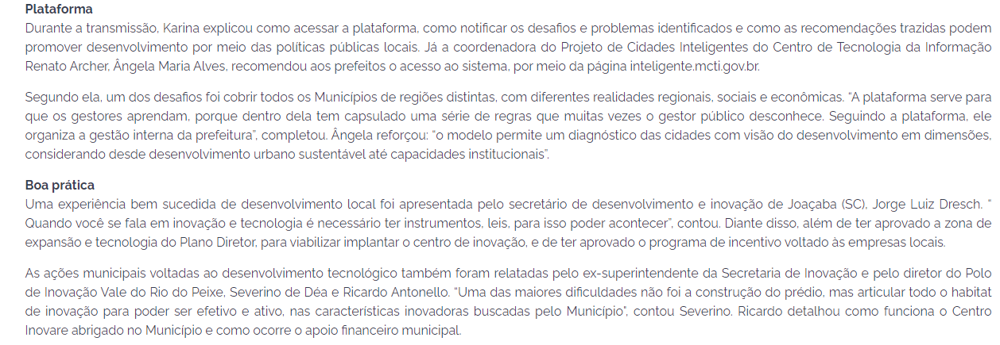 Plataforma
Durante a transmissão, Karina explicou como acessar a plataforma, como notificar os desafios e problemas identificados e como as recomendações trazidas podem
promover desenvolvimento por meio das políticas públicas locais. Já a coordenadora do Projeto de Cidades Inteligentes do Centro de Tecnologia da Informação
Renato Archer, Ângela Maria Alves, recomendou aos prefeitos o acesso ao sistema, por meio da página inteligente.mcti.gov.br.
Segundo ela, um dos desafios foi cobrir todos os Municípios de regiões distintas, com diferentes realidades regionais, sociais e econômicas. “A plataforma serve para
que os gestores aprendam, porque dentro dela tem capsulado uma série de regras que muitas vezes o gestor público desconhece. Seguindo a plataforma, ele
organiza a gestão interna da prefeitura”, completou. Ângela reforçou: “o modelo permite um diagnóstico das cidades com visão do desenvolvimento em dimensões,
considerando desde desenvolvimento urbano sustentável até capacidades institucionais”.
Boa prática
Uma experiência bem sucedida de desenvolvimento local foi apresentada pelo secretário de desenvolvimento e inovação de Joaçaba (SC), Jorge Luiz Dresch. “
Quando você se fala em inovação e tecnologia é necessário ter instrumentos, leis, para isso poder acontecer”, contou. Diante disso, além de ter aprovado a zona de
expansão e tecnologia do Plano Diretor, para viabilizar implantar o centro de inovação, e de ter aprovado o programa de incentivo voltado às empresas locais.
As ações municipais voltadas ao desenvolvimento tecnológico também foram relatadas pelo ex-superintendente da Secretaria de Inovação e pelo diretor do Polo
de Inovação Vale do Rio do Peixe, Severino de Déa e Ricardo Antonello. “Uma das maiores dificuldades não foi a construção do prédio, mas articular todo o habitat
de inovação para poder ser efetivo e ativo, nas características inovadoras buscadas pelo Município", contou Severino. Ricardo detalhou como funciona o Centro
Inovare abrigado no Município e como ocorre o apoio financeiro municipal.